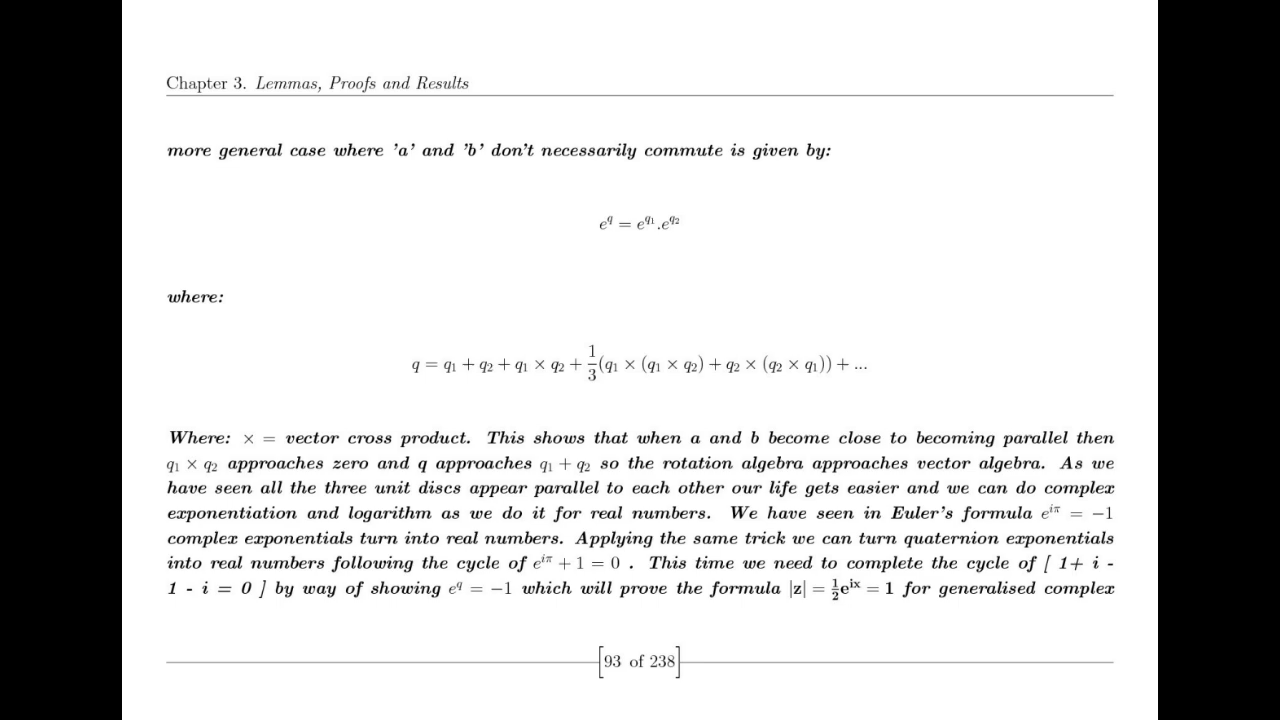 Chapter 3. Lemmas, Proofs and Results
more general case where 'a' and 'b' don't necessarily commute is given by:
e^q = e^{q_1}.e^{q_2}
where:
q = q_1 + q_2 + q_1 × q_2 + \frac{1}{3}(q_1 × (q_1 × q_2) + q_2 × (q_2 × q_1)) + ...
Where: × = vector cross product. This shows that when a and b become close to becoming parallel then
q_1 × q_2 approaches zero and q approaches q_1 + q_2 so the rotation algebra approaches vector algebra. As we
have seen all the three unit discs appear parallel to each other our life gets easier and we can do complex
exponentiation and logarithm as we do it for real numbers. We have seen in Euler's formula e^{iπ} = −1
complex exponentials turn into real numbers. Applying the same trick we can turn quaternion exponentials
into real numbers following the cycle of e^{iπ} + 1 = 0 . This time we need to complete the cycle of [ 1+ i -
1 - i = 0 ] by way of showing e^q = −1 which will prove the formula |z| = \frac{1}{2}e^{ix} = 1 for generalised complex
[93 of 238]